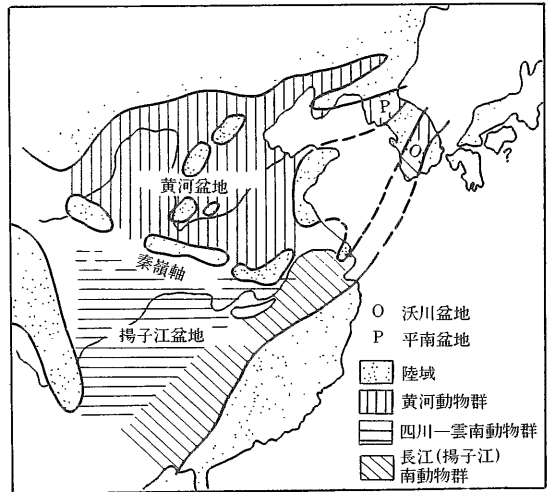 P
O
黄河盆地
秦嶺軸
揚子江盆地
O 沃川盆地
P 平南盆地
陸域
黄河動物群
四川—雲南動物群
長江(揚子江)
南動物群